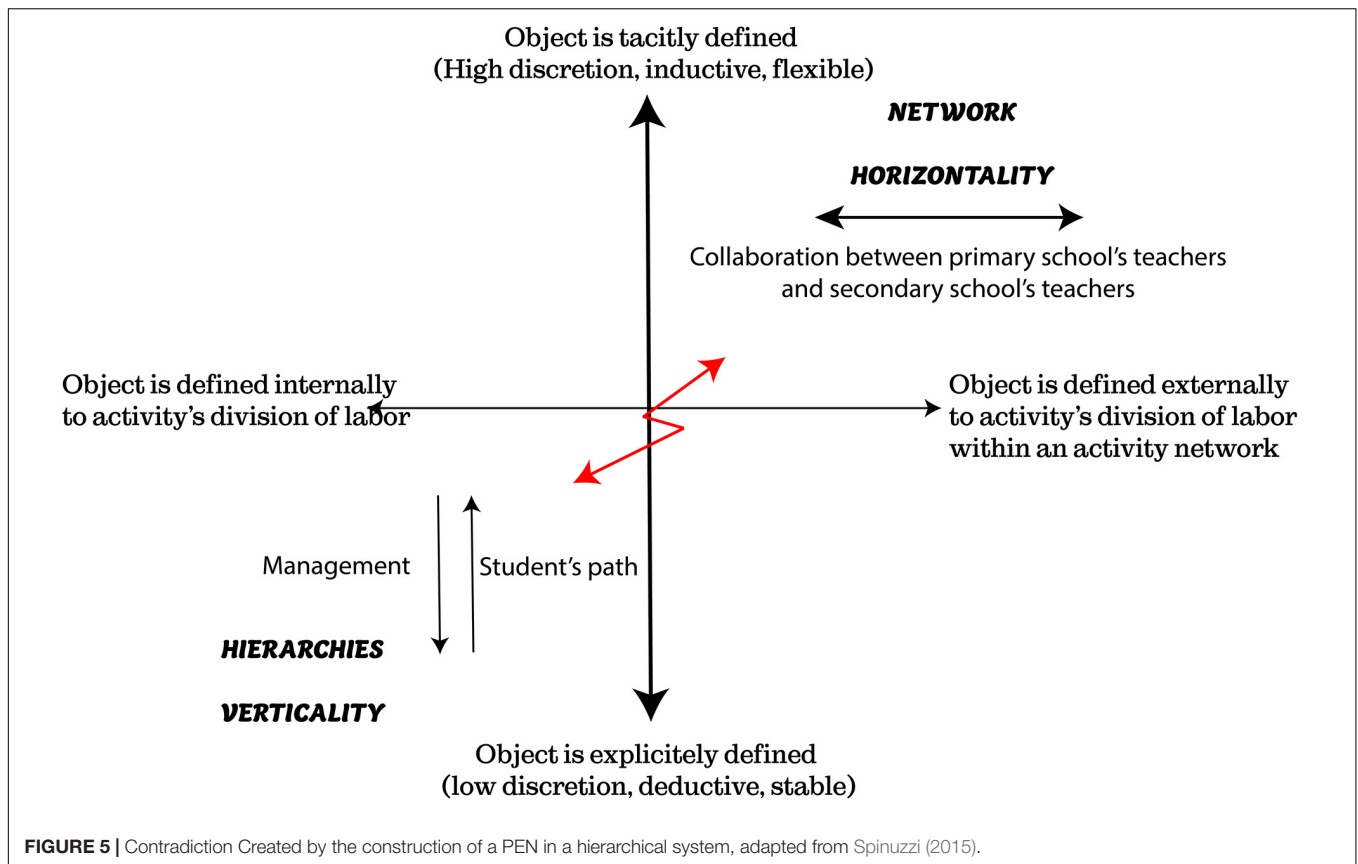 Object is tacitly defined
(High discretion, inductive, flexible)
NETWORK
HORIZONTALITY
Collaboration between primary school's teachers
and secondary school's teachers
Object is defined internally
to activity's division of labor
Object is defined externally
to activity's division of labor
within an activity network
Management
Student's path
HIERARCHIES
VERTICALITY
Object is explicitely defined
(low discretion, deductive, stable)
FIGURE 5 | Contradiction Created by the construction of a PEN in a hierarchical system, adapted from Spinuzzi (2015).